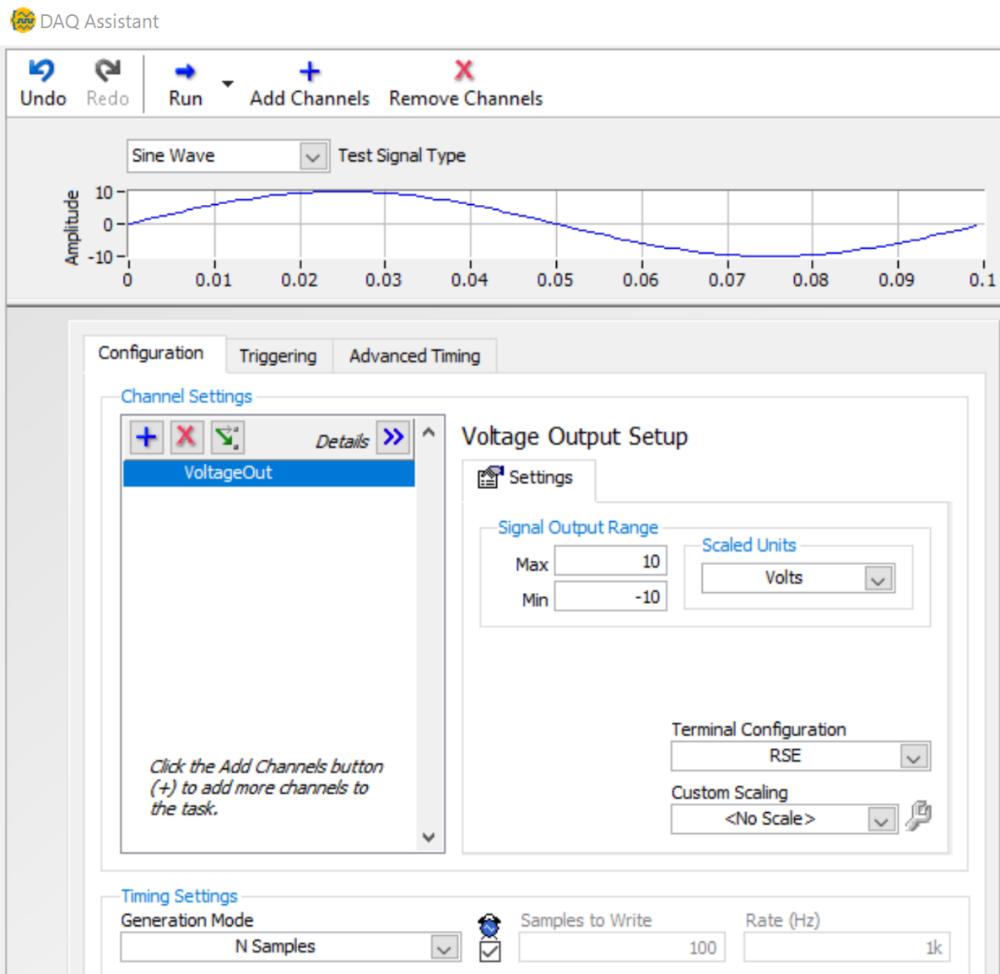 DAQ Assistant
Undo Redo Run Add Channels Remove Channels
Sine Wave Test Signal Type
Amplitude
10
0
-10
0 0.01 0.02 0.03 0.04 0.05 0.06 0.07 0.08 0.09 0.1
Configuration Triggering Advanced Timing
Channel Settings
Details
VoltageOut
Click the Add Channels button
(+) to add more channels to
the task.
Voltage Output Setup
Settings
Signal Output Range
Max 10
Min -10
Scaled Units
Volts
Terminal Configuration
RSE
Custom Scaling
<No Scale>
Timing Settings
Generation Mode Samples to Write Rate (Hz)
N Samples 100 1k